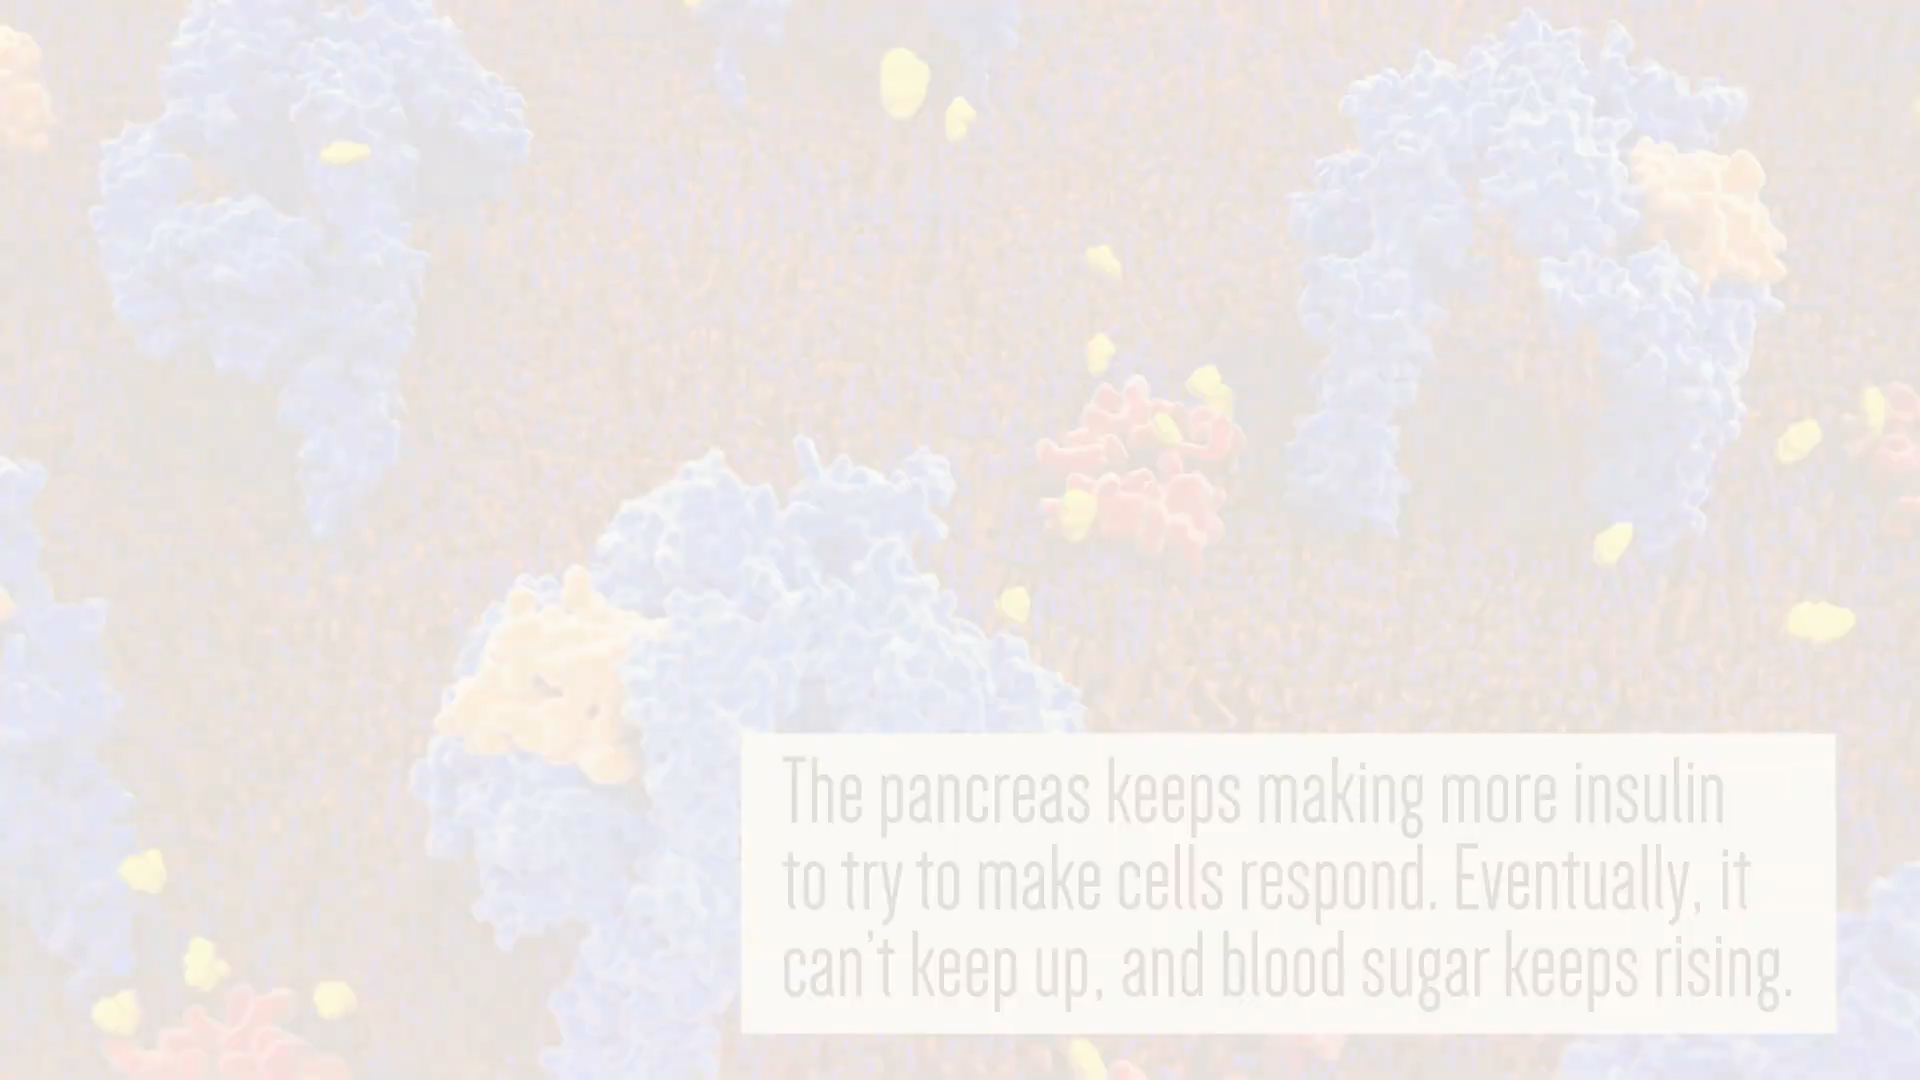 The pancreas keeps making more insulin
to try to make cells respond. Eventually, it
can't keep up, and blood sugar keeps rising.